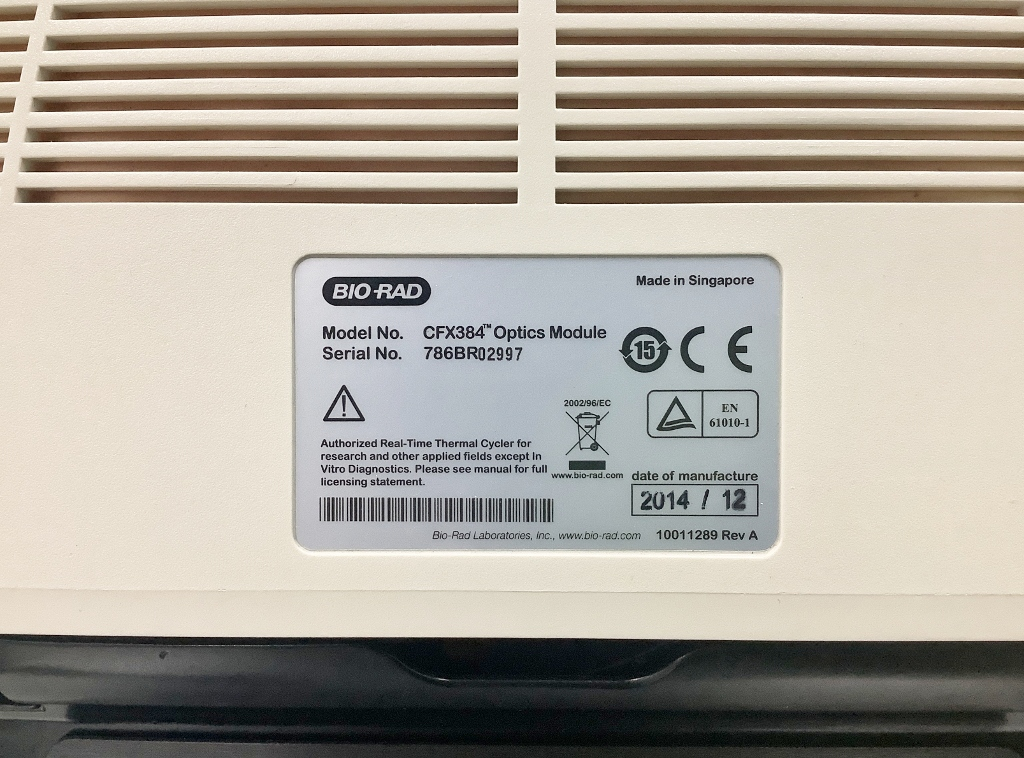 BIO-RAD
Made in Singapore
Model No. CFX384™ Optics Module
Serial No. 786BR02997
15
CE
2002/96/EC
EN
61010-1
Authorized Real-Time Thermal Cycler for
research and other applied fields except In
Vitro Diagnostics. Please see manual for full
licensing statement.
www.bio-rad.com
date of manufacture
2014 / 12
Bio-Rad Laboratories, Inc., www.bio-rad.com
10011289 Rev A